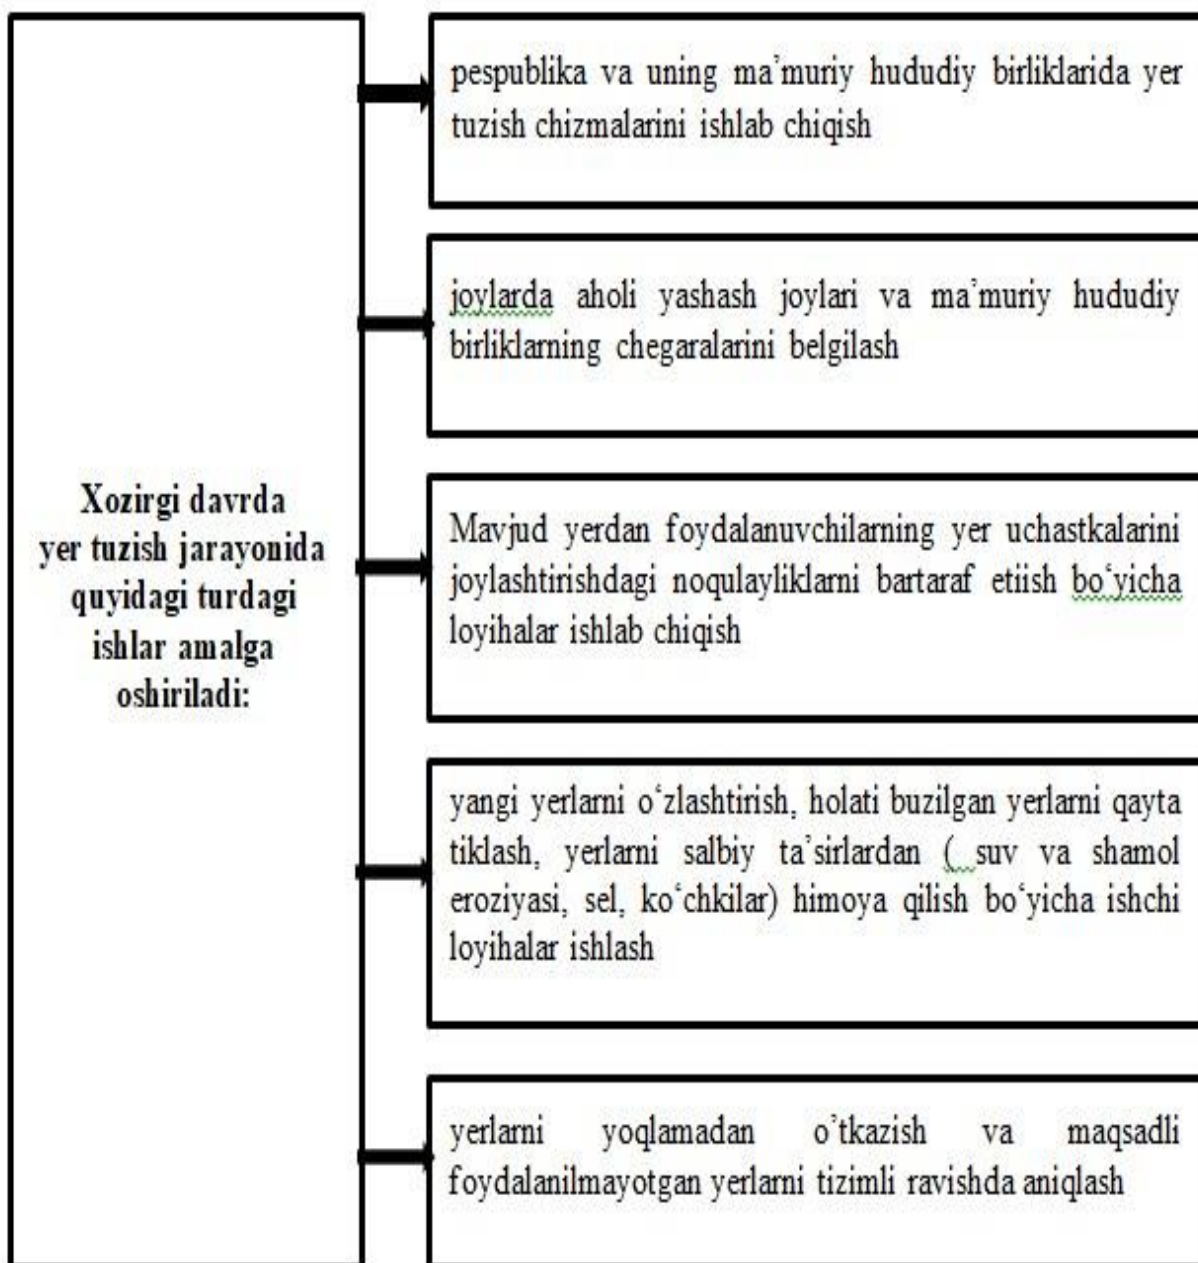 Xozirgi davrda
yer tuzish jarayonida
quyidagi turdagi
ishlar amalga
oshiriladi:
pespublika va uning ma’muriy hududiy birliklarida yer
tuzish chizmalarini ishlab chiqish
joylarda aholi yashash joylari va ma’muriy hududiy
birliklarning chegaralarini belgilash
Mavjud yerdan foydalanuvchilarning yer uchastkalarini
joylashtirishdagi noqulayliklarni bartaraf etiish bo‘yicha
loyihalar ishlab chiqish
yangi yerlarni o‘zlashtirish, holati buzilgan yerlarni qayta
tiklash, yerlarni salbiy ta’sirlardan ( suv va shamol
eroziyasi, sel, ko‘chkilar) himoya qilish bo‘yicha ishchi
loyihalar ishlash
yerlarni yoqlamadan o’tkazish va maqsadli
foydalanilmayotgan yerlarni tizimli ravishda aniqlash